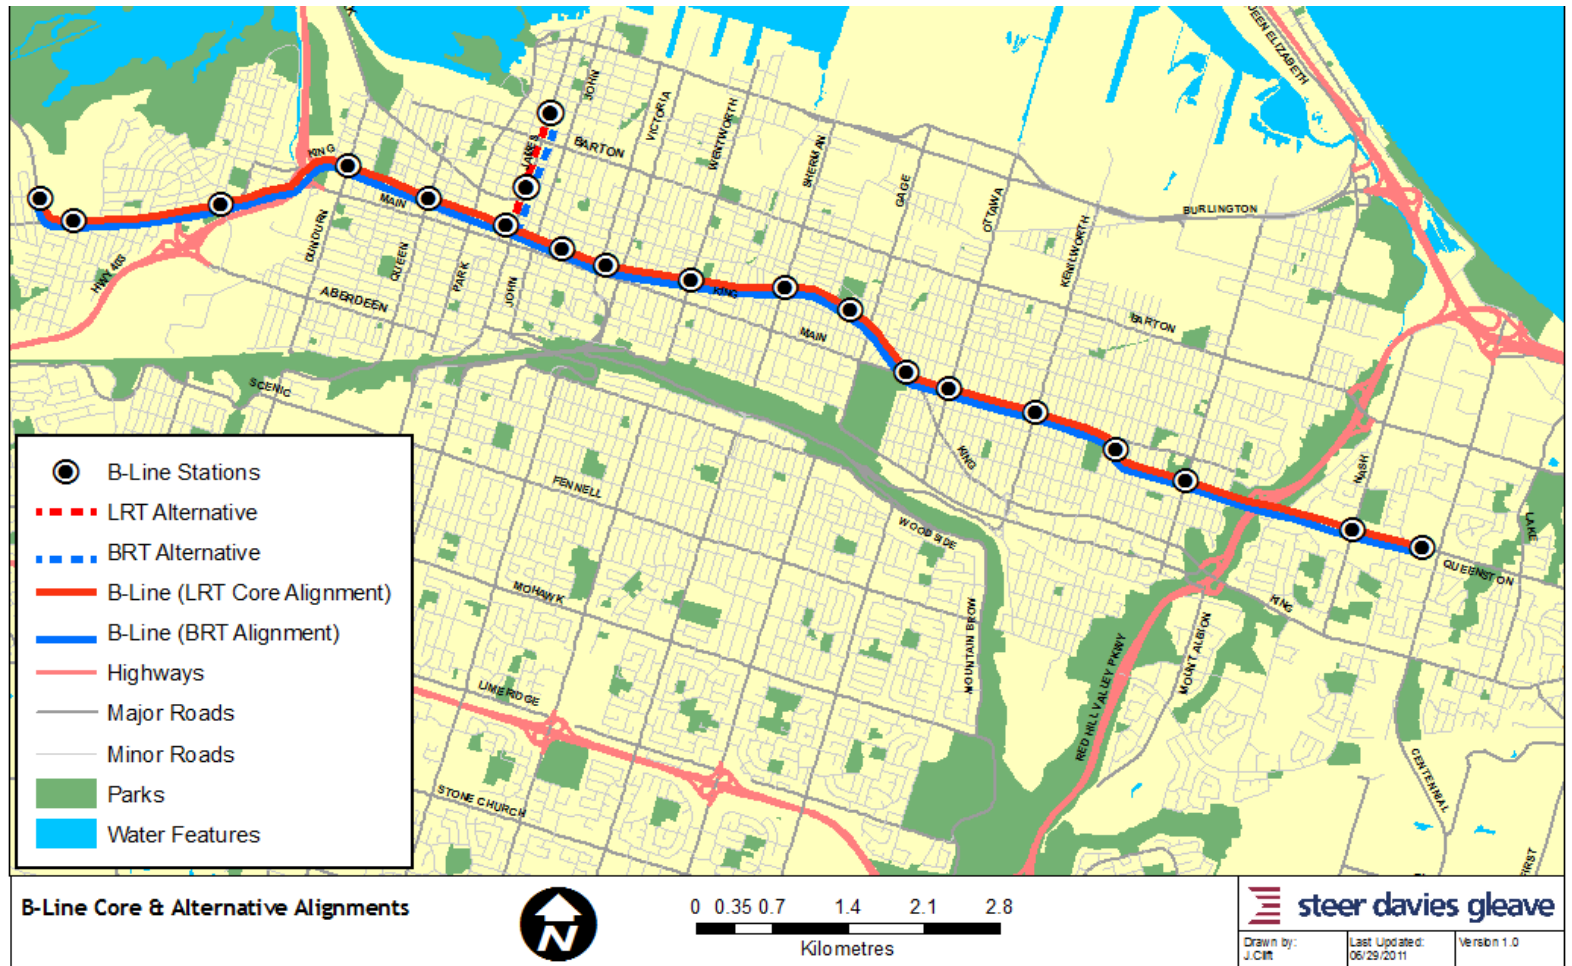 QUEEN ELIZABETH
JOHN
VICTORIA
WENTWORTH
SHERMAN
JAMES
BARTON
KING
GAGE
OTTAWA
BURLINGTON
MAIN
KENILWORTH
DUNDURN
QUEEN
PARK
JOHN
HWY 403
ABERDEEN
KING
MAIN
BARTON
SCENIC
KING
NASH
FENNELL
WOODSIDE
LAKE
QUEENSTON
MOHAWK
KING
MOUNTAIN BROW
MOUNT ALBION
RED HILL VALLEY PKWY
LIMERIDGE
CENTENNIAL
STONE CHURCH
FIRST
B-Line Stations
LRT Alternative
BRT Alternative
B-Line (LRT Core Alignment)
B-Line (BRT Alignment)
Highways
Major Roads
Minor Roads
Parks
Water Features
B-Line Core & Alternative Alignments
N
0 0.35 0.7 1.4 2.1 2.8
Kilometres
steer davies gleave
Drawn by:
J.Clift
Last Updated:
06/29/2011
Version 1.0